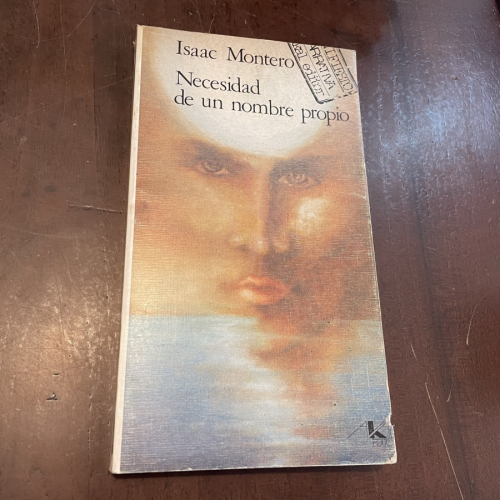 Isaac Montero
Necesidad
de un nombre propio